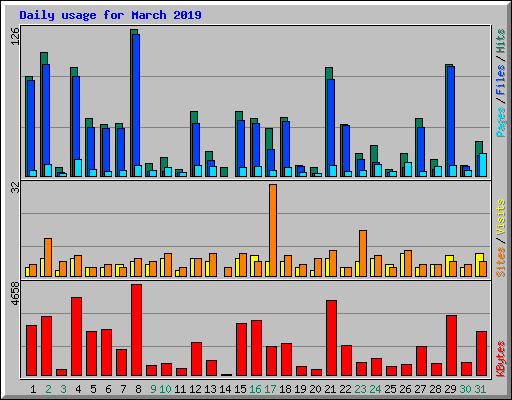 Daily usage for March 2019
126
Pages / Files / Hits
32
Sites / Visits
4658
KBytes
1 2 3 4 5 6 7 8 9 10 11 12 13 14 15 16 17 18 19 20 21 22 23 24 25 26 27 28 29 30 31